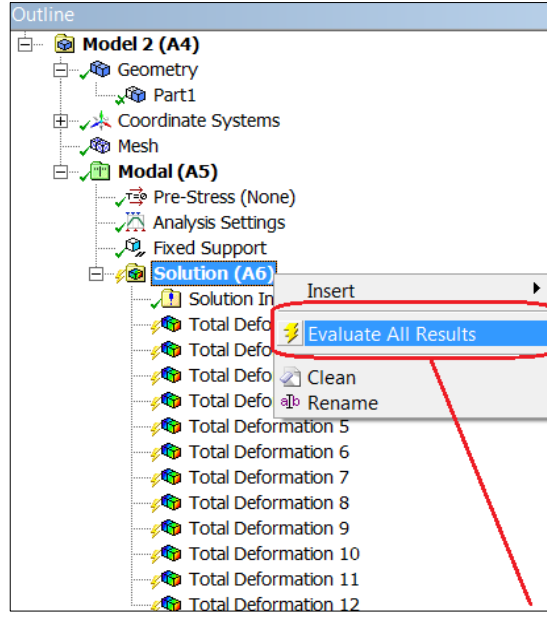 Outline
Model 2 (A4)
Geometry
Part1
Coordinate Systems
Mesh
Modal (A5)
Pre-Stress (None)
Analysis Settings
Fixed Support
Solution (A6)
Insert
Solution In
Total Defo
Evaluate All Results
Total Defo
Total Defo
Clean
Total Defo
Rename
Total Deformation 5
Total Deformation 6
Total Deformation 7
Total Deformation 8
Total Deformation 9
Total Deformation 10
Total Deformation 11
Total Deformation 12